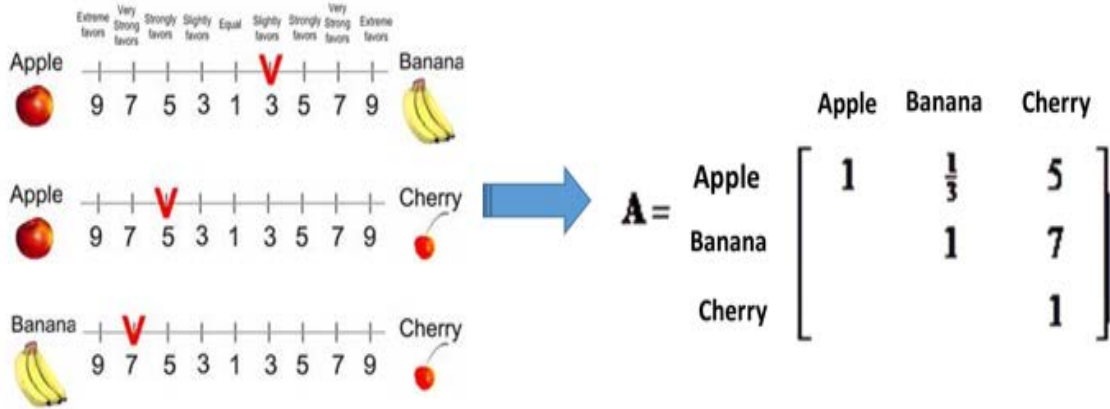 Extreme favors Very Strong favors Strongly favors Slightly favors Equal Slightly favors Strongly favors Very Strong favors Extreme favors
Apple Banana
9 7 5 3 1 3 5 7 9
Apple Cherry
9 7 5 3 1 3 5 7 9
Banana Cherry
9 7 5 3 1 3 5 7 9
Apple Banana Cherry
Apple 1 1/3 5
A =
Banana 1 7
Cherry 1